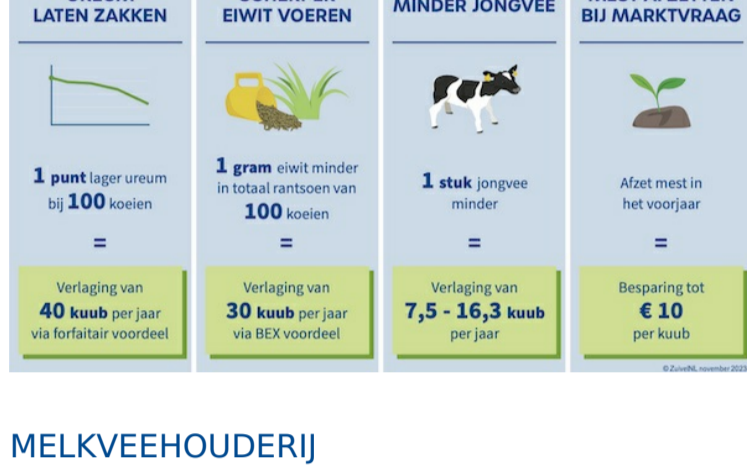 LATEN ZAKKEN
EIWIT VOEREN
MINDER JONGVEE
BIJ MARKTVRAAG
1 punt lager ureum
bij 100 koeien
=
Verlaging van
40 kuub per jaar
via forfaitair voordeel
1 gram eiwit minder
in totaal rantsoen van
100 koeien
=
Verlaging van
30 kuub per jaar
via BEX voordeel
1 stuk jongvee
minder
=
Verlaging van
7,5 - 16,3 kuub
per jaar
Afzet mest in
het voorjaar
=
Besparing tot
€ 10
per kuub
© ZuivelNL november 2023
MELKVEEHOUDERIJ